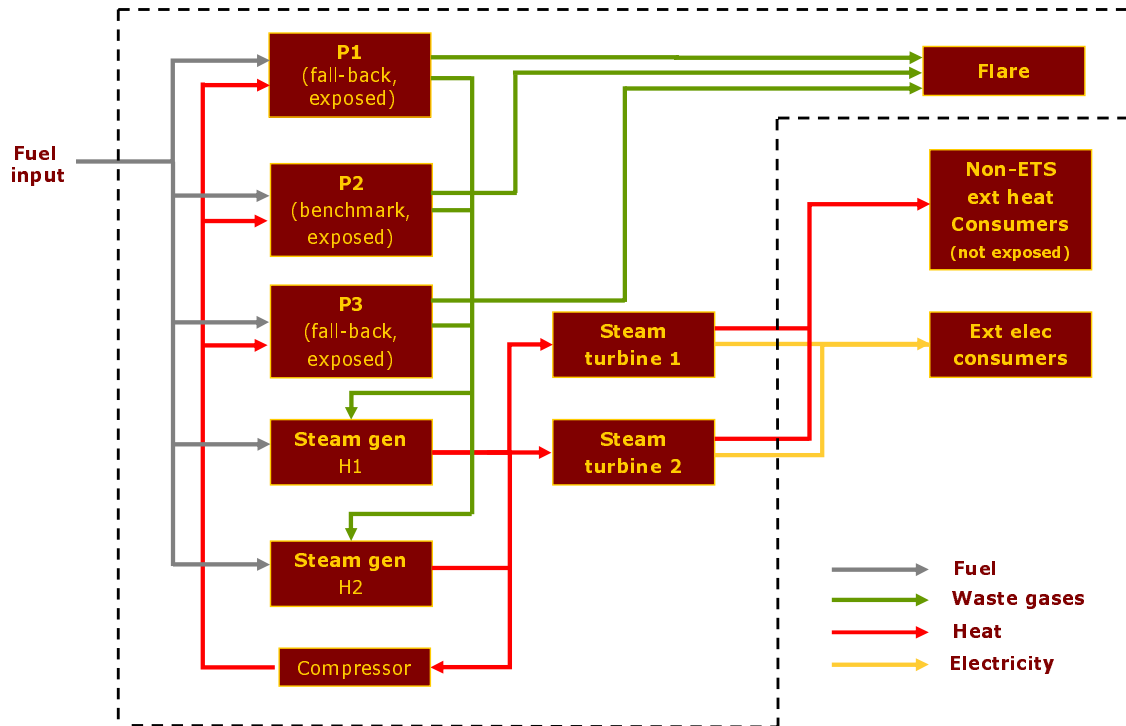 P1
(fall-back,
exposed)
Flare
Fuel
input
P2
(benchmark,
exposed)
Non-ETS
ext heat
Consumers
(not exposed)
P3
(fall-back,
exposed)
Steam
turbine 1
Ext elec
consumers
Steam gen
H1
Steam
turbine 2
Steam gen
H2
Compressor
Fuel
Waste gases
Heat
Electricity